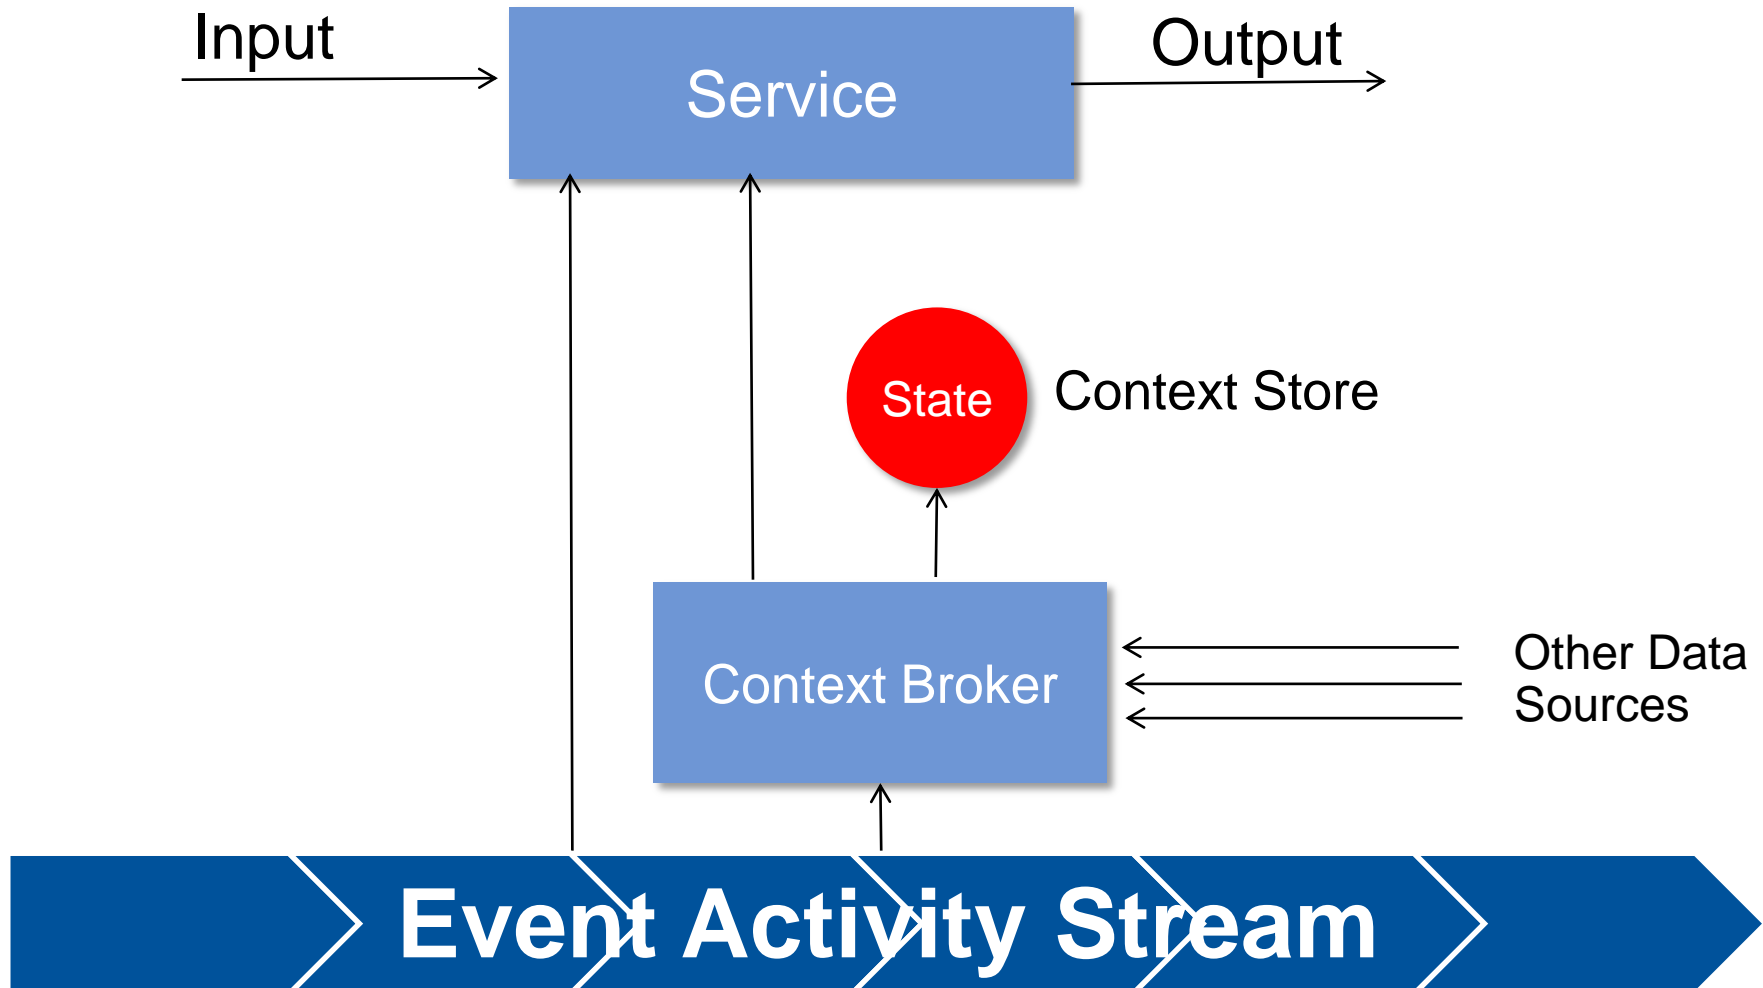 Input
Service
Output
State
Context Store
Context Broker
Other Data
Sources
Event Activity Stream